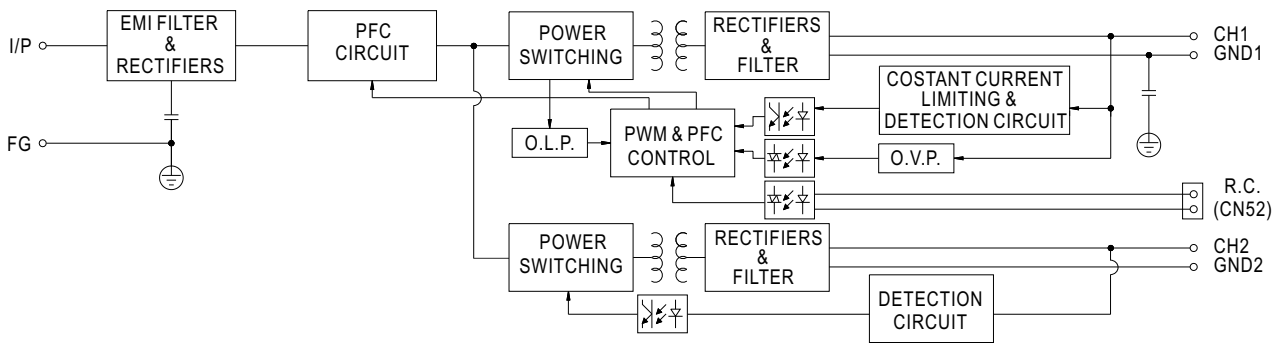 I/P
EMI FILTER
&
RECTIFIERS
PFC
CIRCUIT
POWER
SWITCHING
RECTIFIERS
&
FILTER
CH1
GND1
COSTANT CURRENT
LIMITING &
DETECTION CIRCUIT
FG
O.L.P.
PWM & PFC
CONTROL
O.V.P.
R.C.
(CN52)
POWER
SWITCHING
RECTIFIERS
&
FILTER
CH2
GND2
DETECTION
CIRCUIT